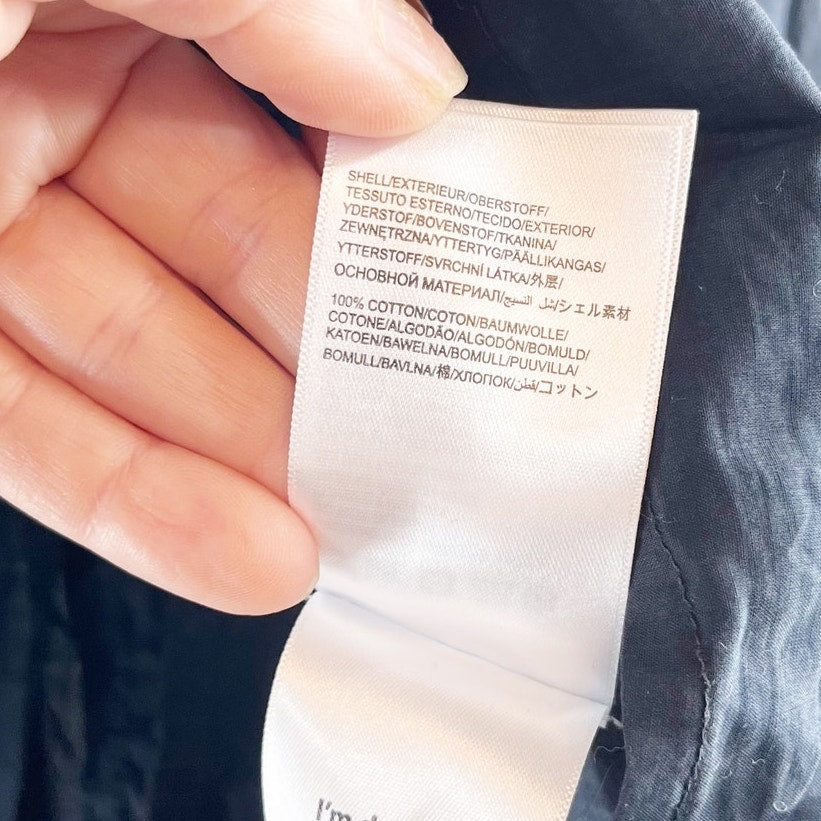 SHELL/EXTERIEUR/OBERSTOFF/
TESSUTO ESTERNO/TECIDO/EXTERIOR/
YDERSTOF/BOVENSTOF/TKANINA/
ZEWNĘTRZNA/YTTERTYG/PÄÄLLIKANGAS/
YTTERSTOFF/SVRCHNÍ LÁTKA/外层/
ОСНОВНОЙ МАТЕРИАЛ/النسيج/シェル素材
100% COTTON/COTON/BAUMWOLLE/
COTONE/ALGODÃO/ALGODÓN/BOMULD/
KATOEN/BAWEŁNA/BOMULL/PUUVILLA/
BOMULL/BAVLNA/棉/ХЛОПОК/قطن/コットン
I'm